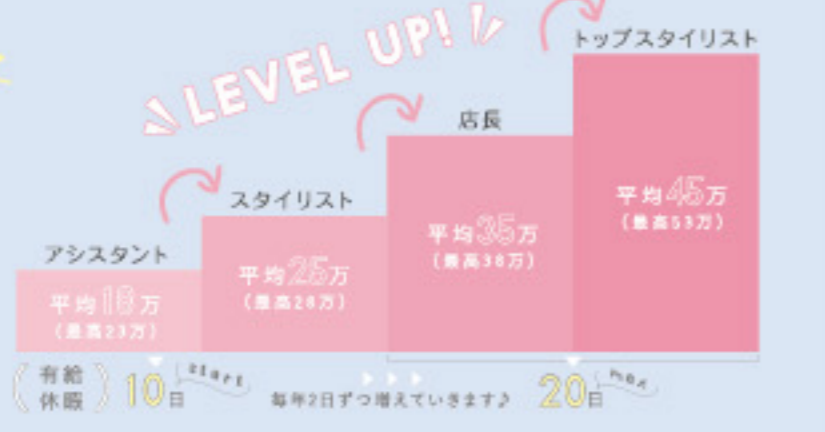 LEVEL UP!
トップスタイリスト
平均45万
(最高53万)
店長
平均35万
(最高38万)
スタイリスト
平均25万
(最高28万)
アシスタント
平均18万
(最高23万)
(有給休暇)
10日
start
毎年2日ずつ増えていきます♪
20日
max